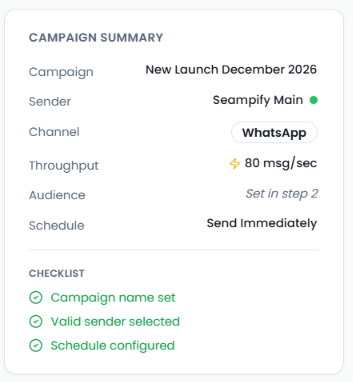 CAMPAIGN SUMMARY
Campaign New Launch December 2026
Sender Seampify Main
Channel WhatsApp
Throughput 80 msg/sec
Audience Set in step 2
Schedule Send Immediately
CHECKLIST
Campaign name set
Valid sender selected
Schedule configured